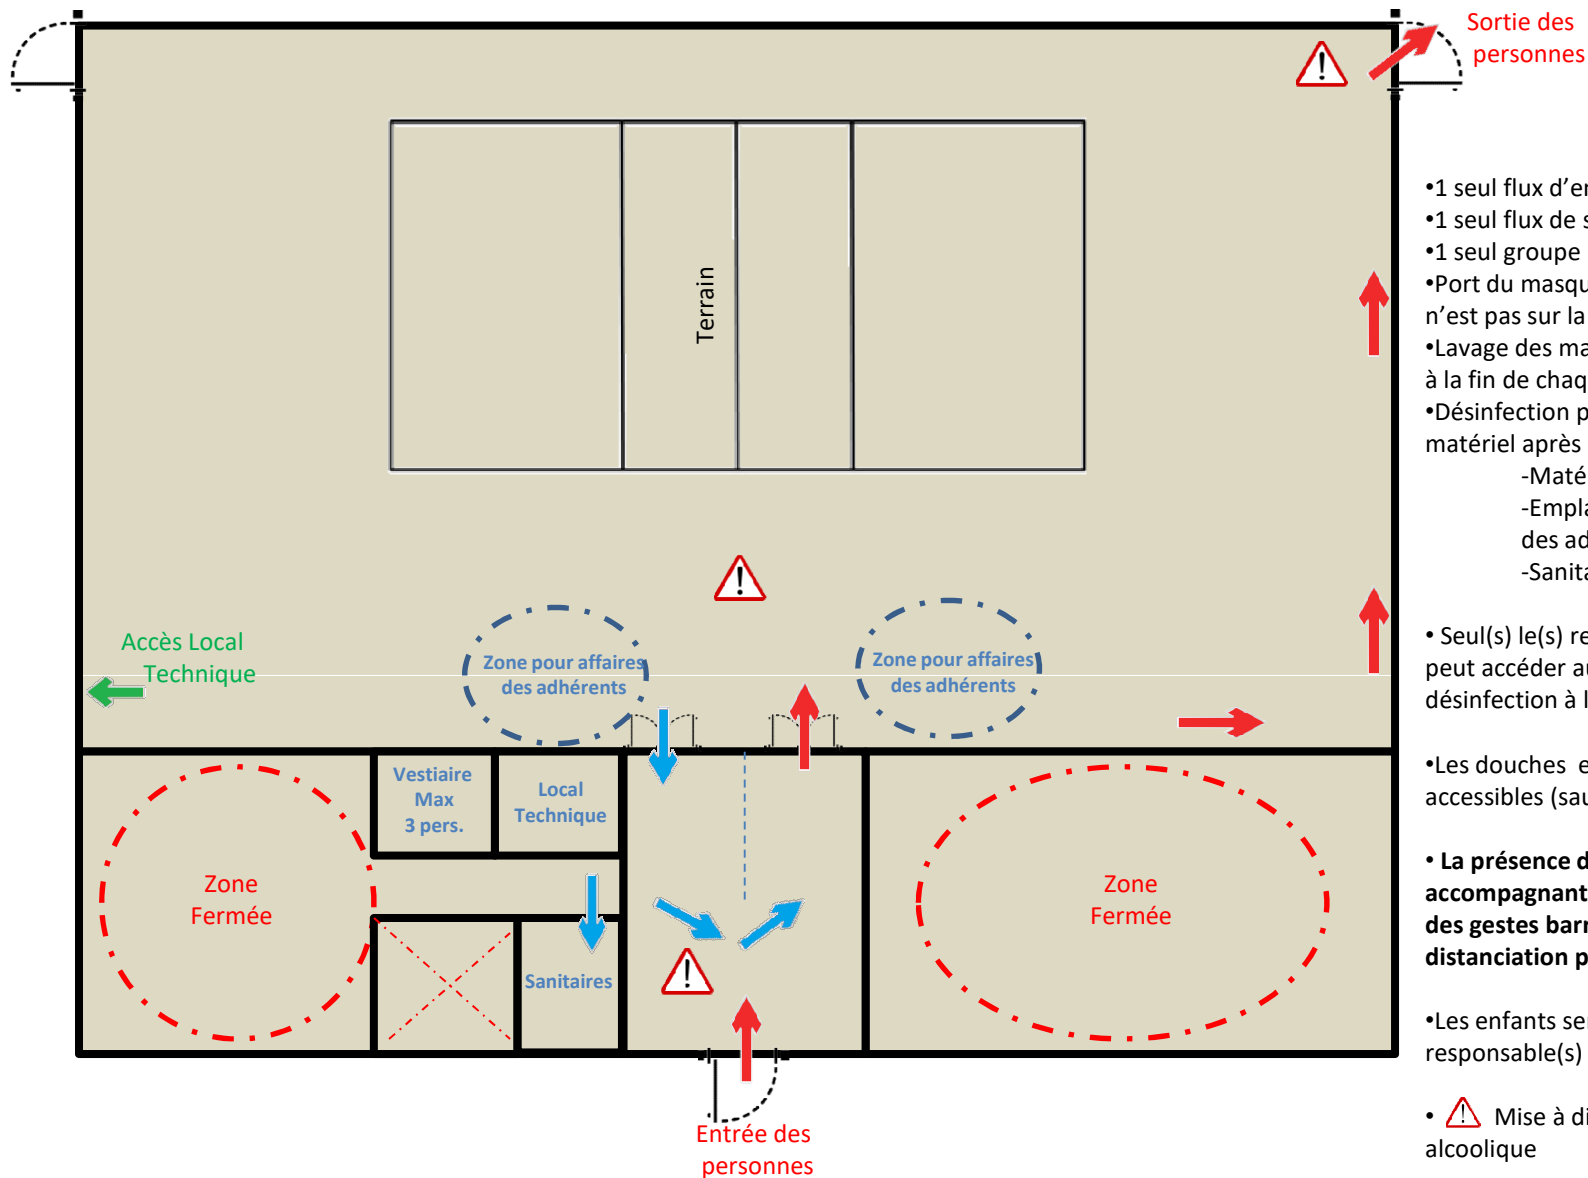 Sortie des
personnes
Terrain
Accès Local
Technique
Zone pour affaires
des adhérents
Zone pour affaires
des adhérents
Vestiaire
Max
3 pers.
Local
Technique
Zone
Fermée
Sanitaires
Zone
Fermée
Entrée des
personnes
•1 seul flux d’en
•1 seul flux de s
•1 seul groupe
•Port du masqu
n’est pas sur la
•Lavage des ma
à la fin de chaq
•Désinfection p
matériel après
-Maté
-Empla
des ad
-Sanita
• Seul(s) le(s) re
peut accéder au
désinfection à l
•Les douches e
accessibles (sau
• La présence d
accompagnant
des gestes barr
distanciation p
•Les enfants ser
responsable(s)
• Mise à di
alcoolique